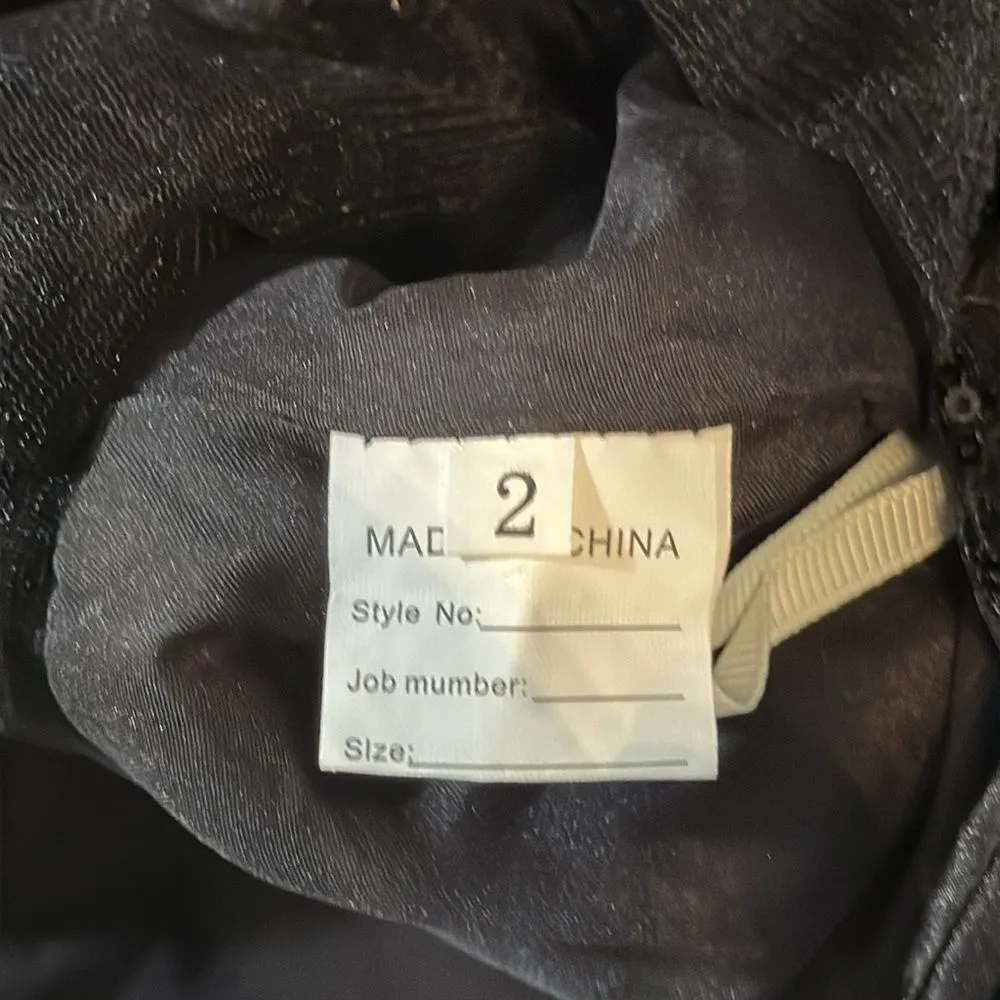 2
MAD CHINA
Style No:
Job mumber:
Size: